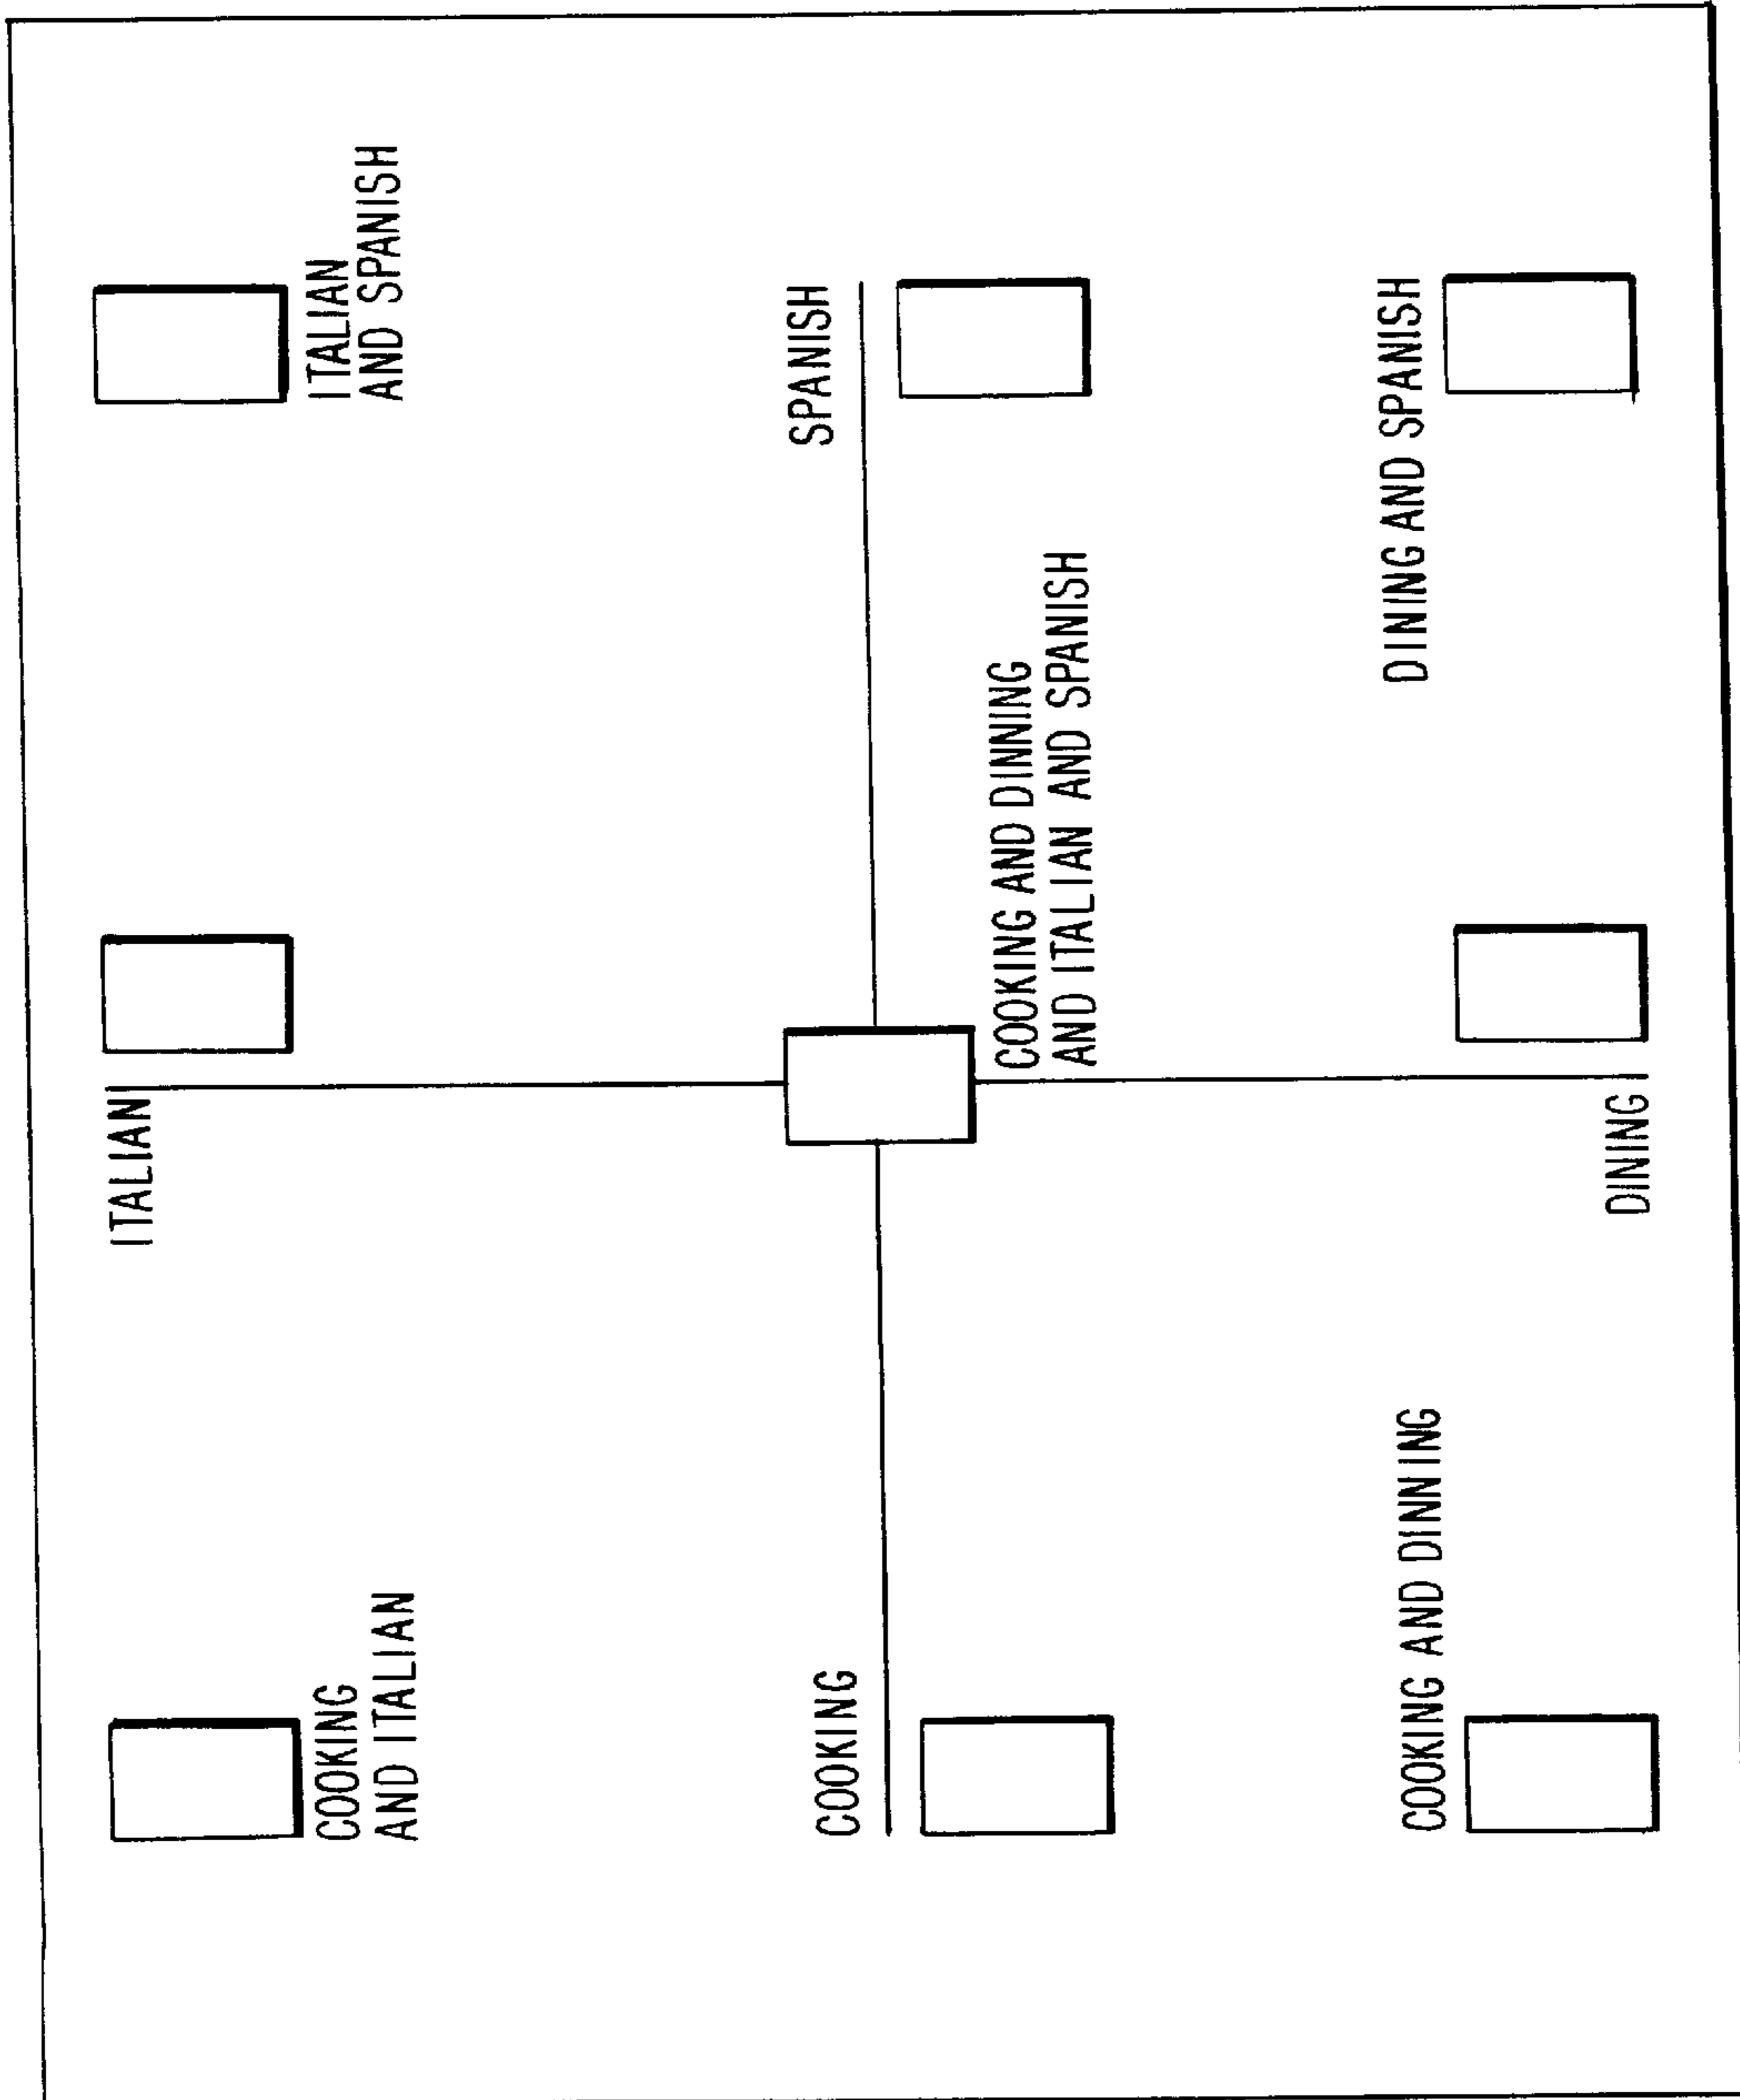 ITALIAN
COOKING
AND ITALIAN
ITALIAN
AND SPANISH
COOKING
SPANISH
COOKING AND DINNING
AND ITALIAN AND SPANISH
COOKING AND DINNING
DINING AND SPANISH
DINING